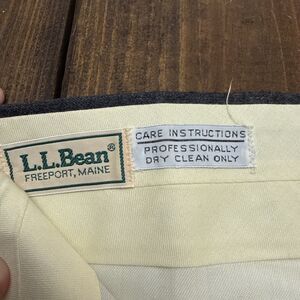 L.L.Bean®
FREEPORT, MAINE
CARE INSTRUCTIONS
PROFESSIONALLY
DRY CLEAN ONLY